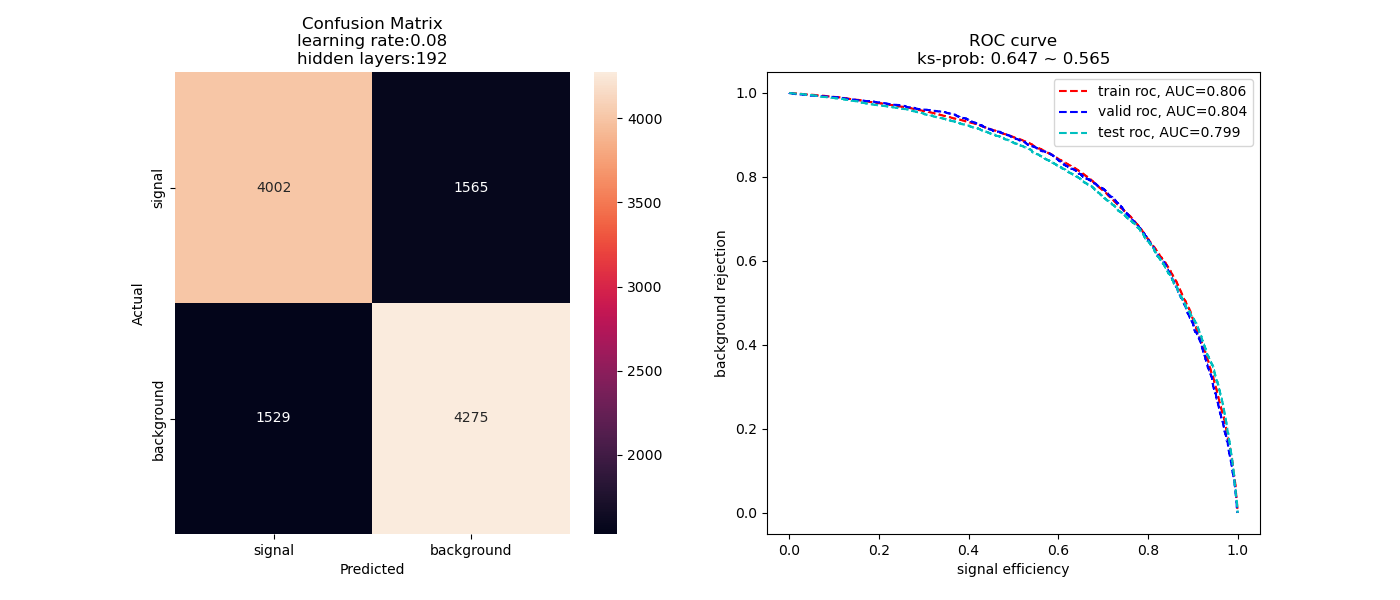 Confusion Matrix
learning rate:0.08
hidden layers:192
signal
background
Actual
4002
1565
1529
4275
signal
background
Predicted
4000
3500
3000
2500
2000
ROC curve
ks-prob: 0.647 ~ 0.565
train roc, AUC=0.806
valid roc, AUC=0.804
test roc, AUC=0.799
background rejection
1.0
0.8
0.6
0.4
0.2
0.0
0.0
0.2
0.4
0.6
0.8
1.0
signal efficiency